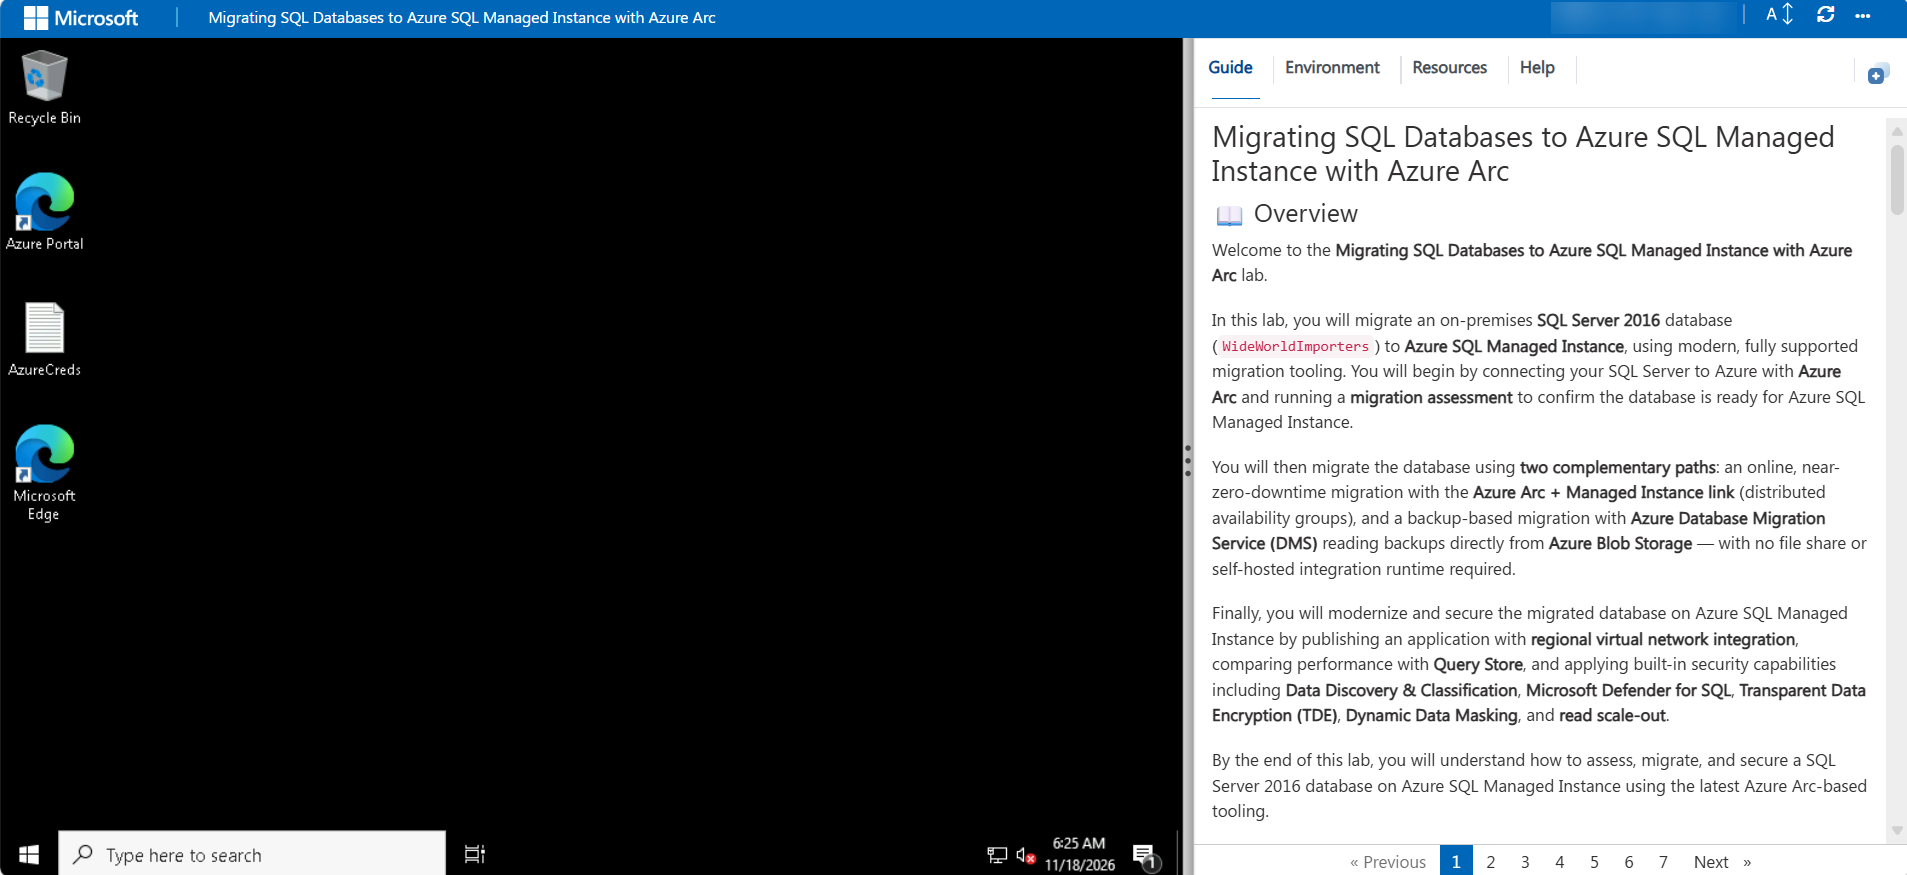 Microsoft
Migrating SQL Databases to Azure SQL Managed Instance with Azure Arc
A
Recycle Bin
Azure Portal
AzureCreds
Microsoft
Edge
Type here to search
6:25 AM
11/18/2026
1
Guide
Environment
Resources
Help
Migrating SQL Databases to Azure SQL Managed
Instance with Azure Arc
Overview
Welcome to the Migrating SQL Databases to Azure SQL Managed Instance with Azure
Arc lab.
In this lab, you will migrate an on-premises SQL Server 2016 database
( WideWorldImporters ) to Azure SQL Managed Instance, using modern, fully supported
migration tooling. You will begin by connecting your SQL Server to Azure with Azure
Arc and running a migration assessment to confirm the database is ready for Azure SQL
Managed Instance.
You will then migrate the database using two complementary paths: an online, near-
zero-downtime migration with the Azure Arc + Managed Instance link (distributed
availability groups), and a backup-based migration with Azure Database Migration
Service (DMS) reading backups directly from Azure Blob Storage — with no file share or
self-hosted integration runtime required.
Finally, you will modernize and secure the migrated database on Azure SQL Managed
Instance by publishing an application with regional virtual network integration,
comparing performance with Query Store, and applying built-in security capabilities
including Data Discovery & Classification, Microsoft Defender for SQL, Transparent Data
Encryption (TDE), Dynamic Data Masking, and read scale-out.
By the end of this lab, you will understand how to assess, migrate, and secure a SQL
Server 2016 database on Azure SQL Managed Instance using the latest Azure Arc-based
tooling.
« Previous 1 2 3 4 5 6 7 Next »